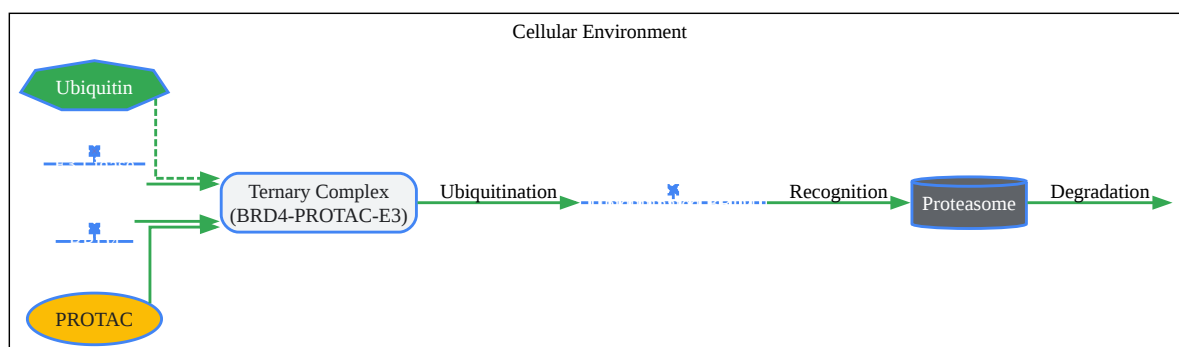 Cellular Environment
Ubiquitin
Ternary Complex
(BRD4-PROTAC-E3)
Ubiquitination
Recognition
Proteasome
Degradation
PROTAC